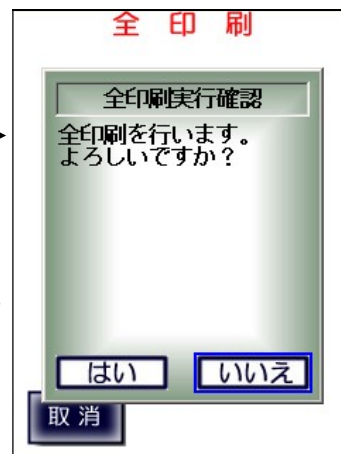 全 印 刷
全印刷実行確認
全印刷を行います。
よろしいですか？
はい いいえ
取 消